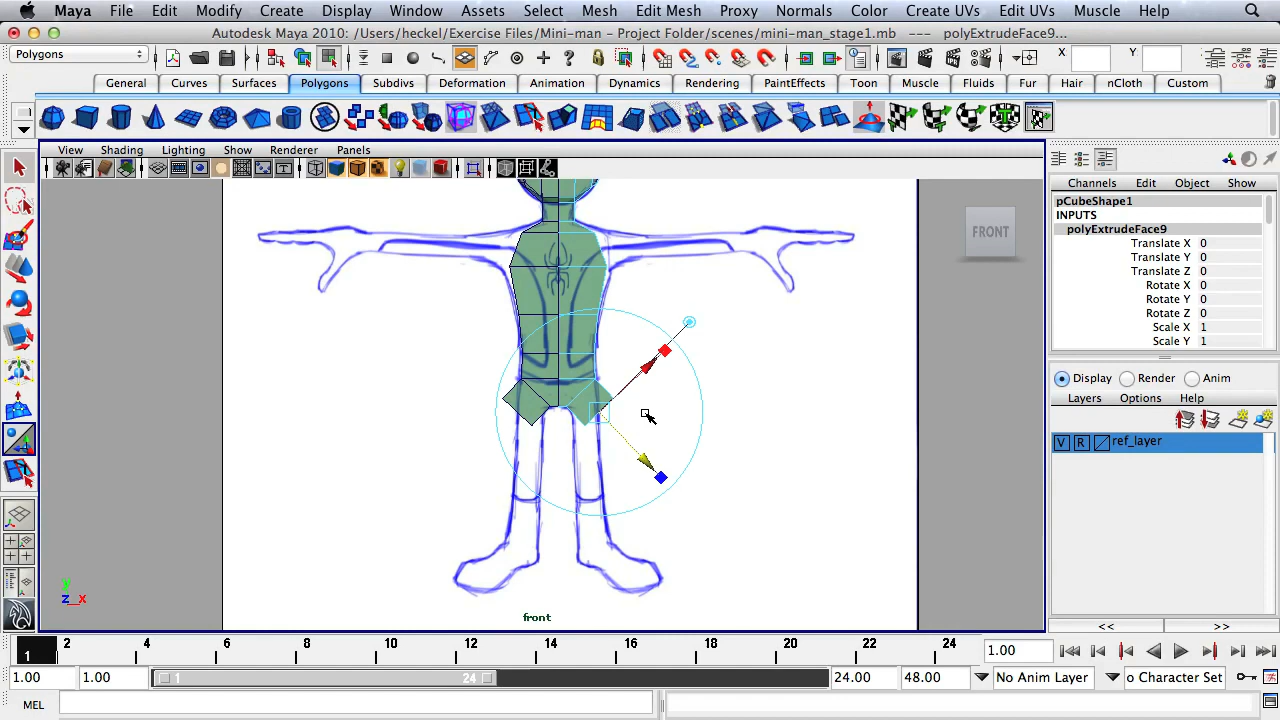 Maya File Edit Modify Create Display Window Assets Select Mesh Edit Mesh Proxy Normals Color Create UVs Edit UVs Muscle Help
Autodesk Maya 2010: /Users/heckel/Exercise Files/Mini-man - Project Folder/scenes/mini-man_stage1.mb --- polyExtrudeFace9...
Polygons X Y
General Curves Surfaces Polygons Subdivs Deformation Animation Dynamics Rendering PaintEffects Toon Muscle Fluids Fur Hair nCloth Custom
View Shading Lighting Show Renderer Panels
Channels Edit Object Show
pCubeShape1
INPUTS
polyExtrudeFace9
Translate X 0
Translate Y 0
Translate Z 0
Rotate X 0
Rotate Y 0
Rotate Z 0
Scale X 1
Scale Y 1
FRONT
Display Render Anim
Layers Options Help
V R ref_layer
y
z x
front
<< >>
1 2 4 6 8 10 12 14 16 18 20 22 24 1.00
1.00 1.00 1 24 24.00 48.00 No Anim Layer o Character Set
MEL